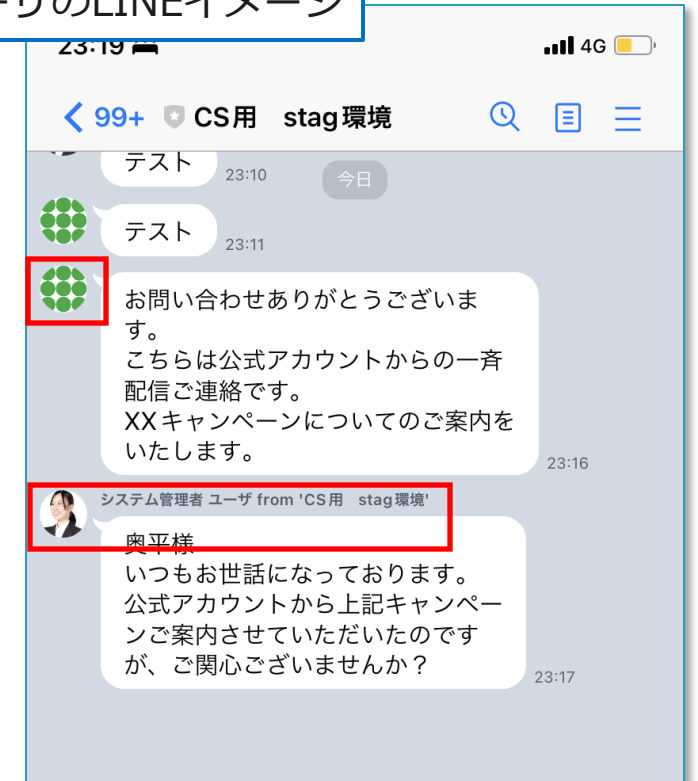 ーザのLINEイメージ
23:19
4G
99+ CS用 stag環境
テスト
23:10
今日
テスト
23:11
お問い合わせありがとうございま
す。
こちらは公式アカウントからの一斉
配信ご連絡です。
XXキャンペーンについてのご案内を
いたします。
23:16
システム管理者 ユーザ from 'CS用 stag環境'
奥平様
いつもお世話になっております。
公式アカウントから上記キャンペー
ンご案内させていただいたのです
が、ご関心ございませんか？
23:17